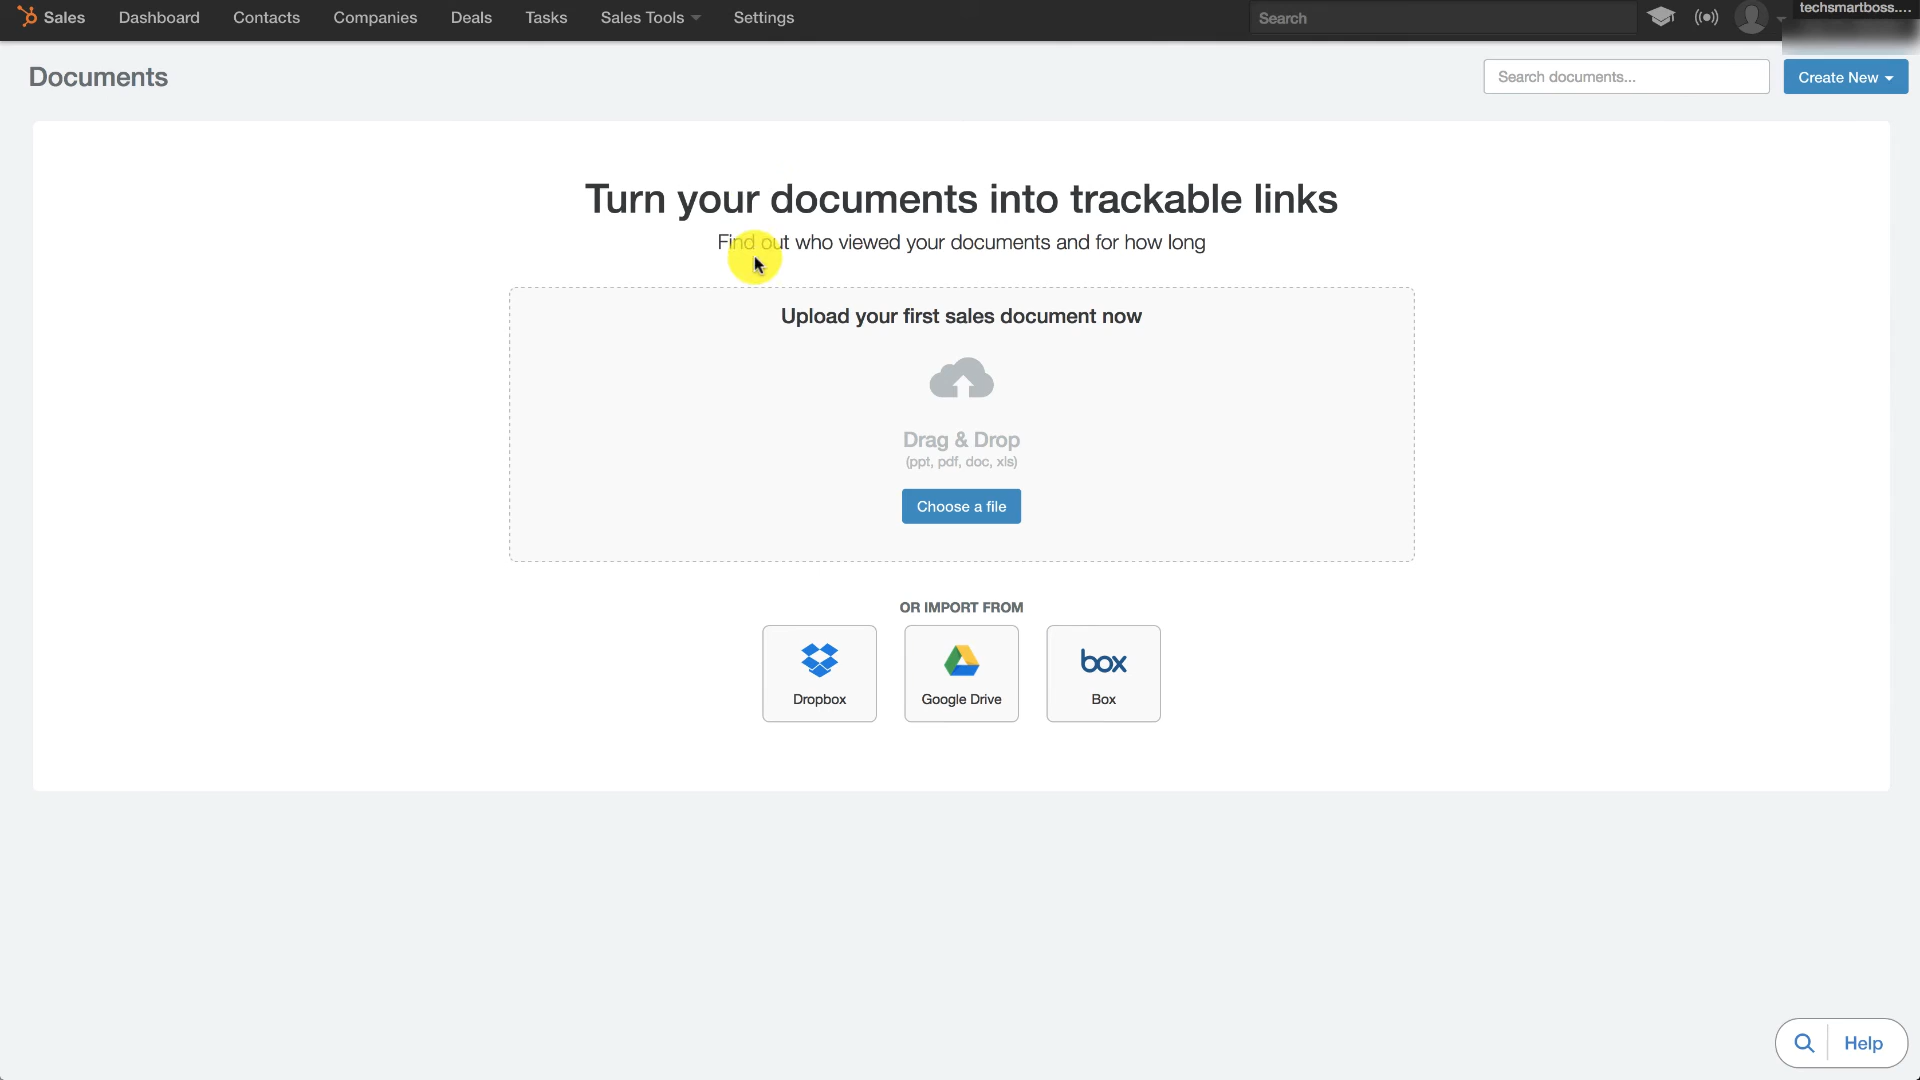 Sales Dashboard Contacts Companies Deals Tasks Sales Tools Settings Search techsmartboss....
Documents Search documents... Create New
Turn your documents into trackable links
Find out who viewed your documents and for how long
Upload your first sales document now
Drag & Drop
(ppt, pdf, doc, xls)
Choose a file
OR IMPORT FROM
box
Dropbox Google Drive Box
Help